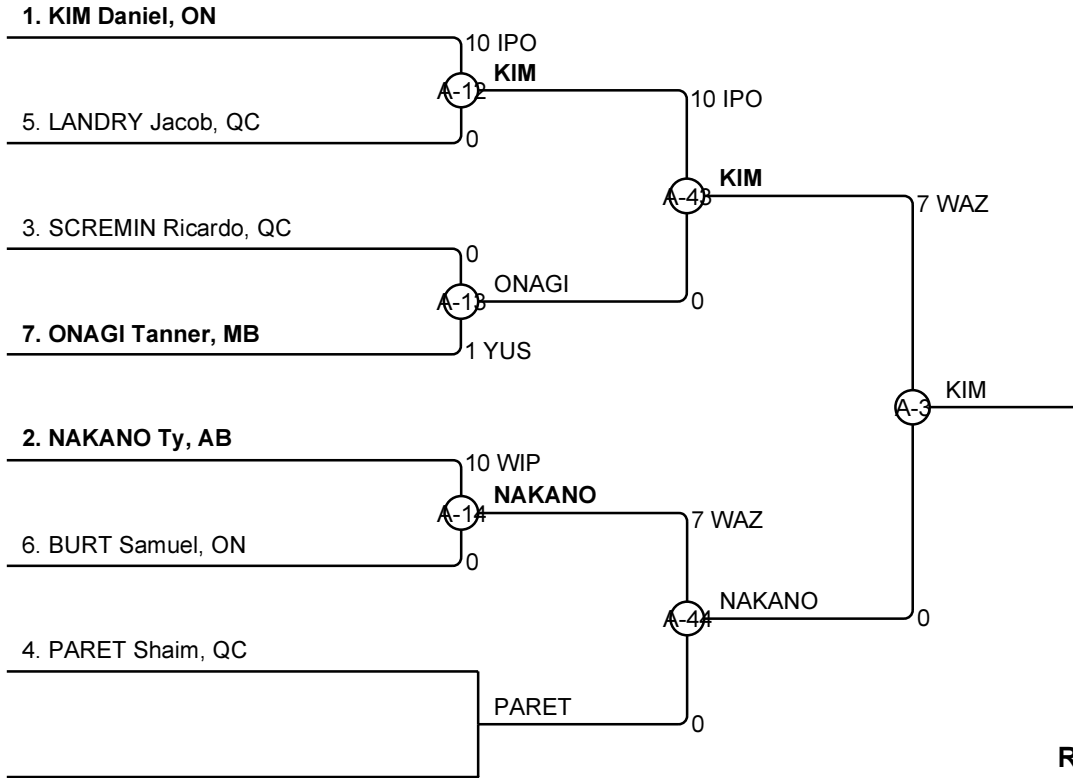 1. KIM Daniel, ON
10 IPO
KIM
A-12
10 IPO
5. LANDRY Jacob, QC
0
KIM
A-43
7 WAZ
3. SCREMIN Ricardo, QC
0
ONAGI
A-13
0
7. ONAGI Tanner, MB
1 YUS
KIM
A-3
2. NAKANO Ty, AB
10 WIP
NAKANO
A-14
7 WAZ
6. BURT Samuel, ON
0
NAKANO
A-44
0
4. PARET Shaim, QC
PARET
0
R